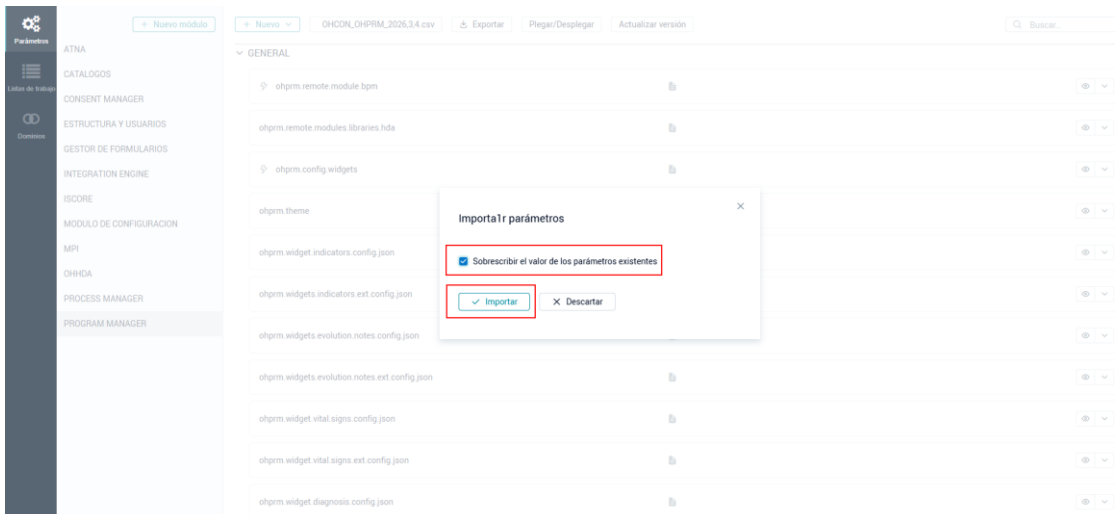 Parámetros
Listas de trabajo
Dominios
+ Nuevo módulo
ATNA
CATALOGOS
CONSENT MANAGER
ESTRUCTURA Y USUARIOS
GESTOR DE FORMULARIOS
INTEGRATION ENGINE
ISCORE
MODULO DE CONFIGURACION
MPI
OHHDA
PROCESS MANAGER
PROGRAM MANAGER
+ Nuevo OHCON_OHPRM_2026,3,4.csv Exportar Plegar/Desplegar Actualizar versión Buscar...
GENERAL
ohprm.remote.module.bpm
ohprm.remote.modules.libraries.hda
ohprm.config.widgets
ohprm.theme
ohprm.widget.indicators.config.json
ohprm.widgets.indicators.ext.config.json
ohprm.widgets.evolution.notes.config.json
ohprm.widgets.evolution.notes.ext.config.json
ohprm.widget.vital.signs.config.json
ohprm.widget.vital.signs.ext.config.json
ohprm.widget.diagnosis.config.json
Importa1r parámetros
Sobrescribir el valor de los parámetros existentes
Importar Descartar